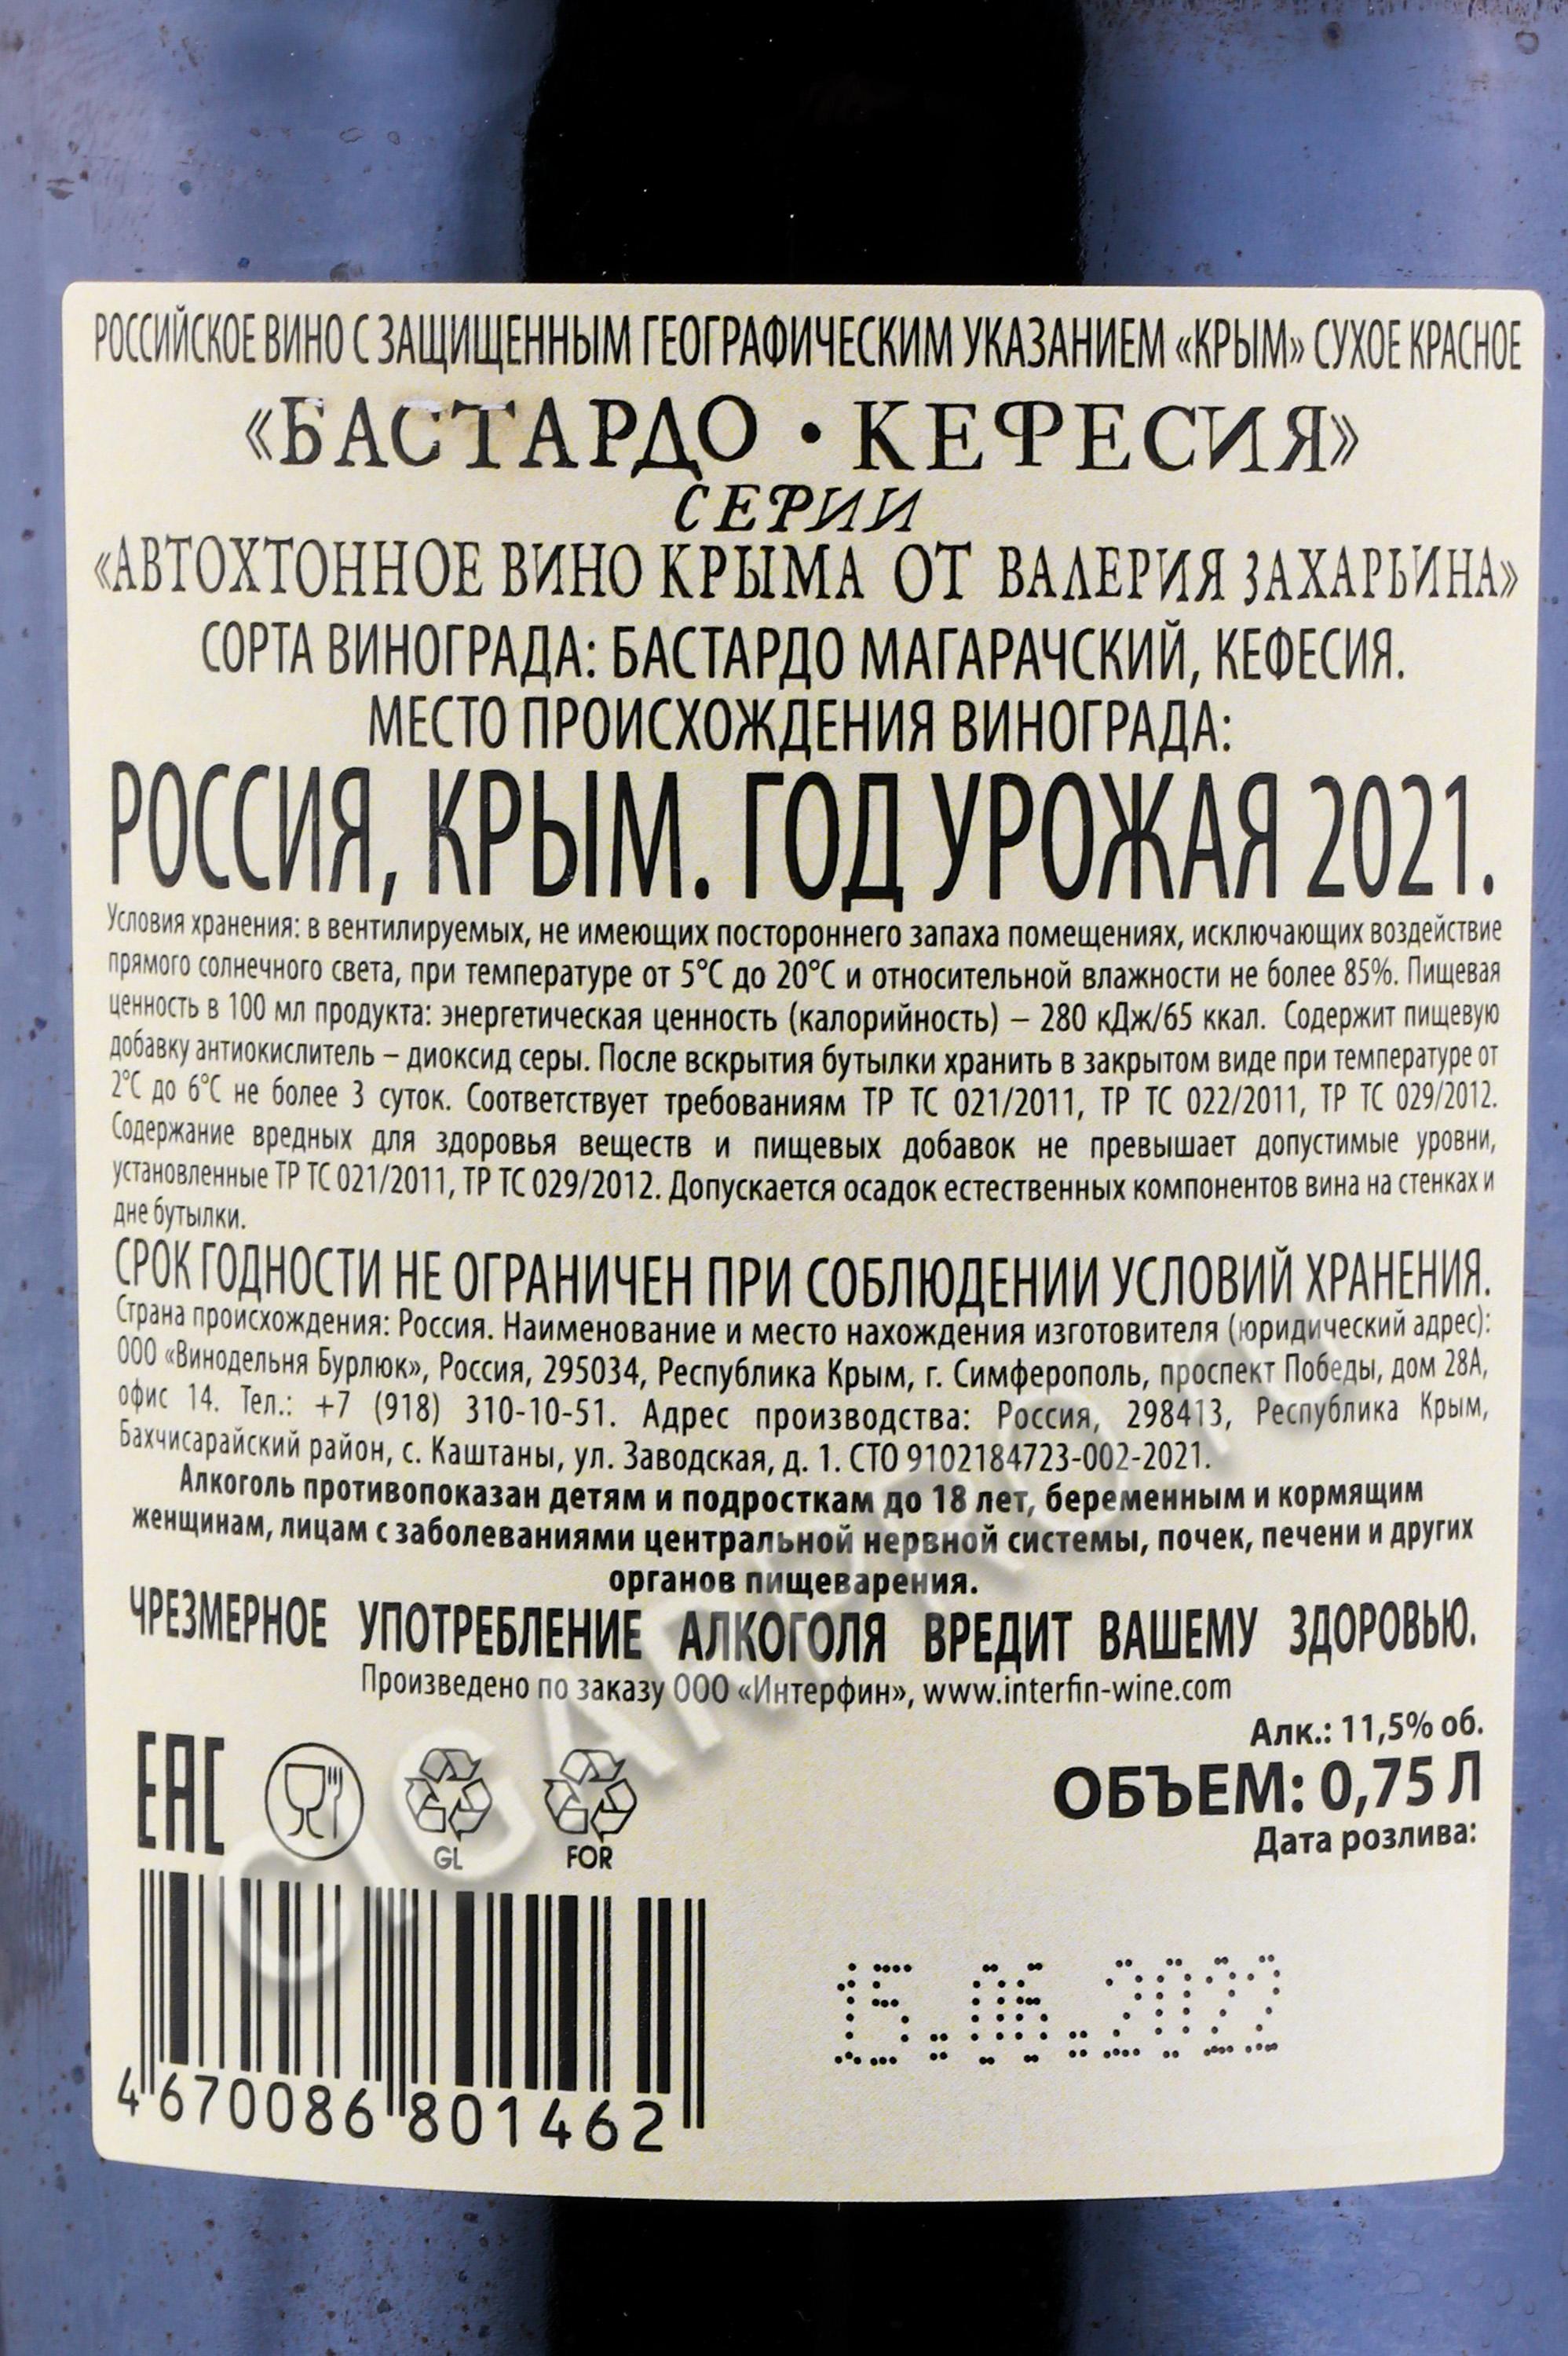 РОССИЙСКОЕ ВИНО С ЗАЩИЩЕННЫМ ГЕОГРАФИЧЕСКИМ УКАЗАНИЕМ «КРЫМ» СУХОЕ КРАСНОЕ
«БАСТАРДО • КЕФЕСИЯ»
СЕРИИ
«АВТОХТОННОЕ ВИНО КРЫМА ОТ ВАЛЕРИЯ ЗАХАРЬИНА»
СОРТА ВИНОГРАДА: БАСТАРДО МАГАРАЧСКИЙ, КЕФЕСИЯ.
МЕСТО ПРОИСХОЖДЕНИЯ ВИНОГРАДА:
РОССИЯ, КРЫМ. ГОД УРОЖАЯ 2021.
Условия хранения: в вентилируемых, не имеющих постороннего запаха помещениях, исключающих воздействие
прямого солнечного света, при температуре от 5°С до 20°С и относительной влажности не более 85%. Пищевая
ценность в 100 мл продукта: энергетическая ценность (калорийность) – 280 кДж/65 ккал. Содержит пищевую
добавку антиокислитель – диоксид серы. После вскрытия бутылки хранить в закрытом виде при температуре от
2°С до 6°С не более 3 суток. Соответствует требованиям ТР ТС 021/2011, ТР ТС 022/2011, ТР ТС 029/2012.
Содержание вредных для здоровья веществ и пищевых добавок не превышает допустимые уровни,
установленные ТР ТС 021/2011, ТР ТС 029/2012. Допускается осадок естественных компонентов вина на стенках и
дне бутылки.
СРОК ГОДНОСТИ НЕ ОГРАНИЧЕН ПРИ СОБЛЮДЕНИИ УСЛОВИЙ ХРАНЕНИЯ.
Страна происхождения: Россия. Наименование и место нахождения изготовителя (юридический адрес):
ООО «Винодельня Бурлюк», Россия, 295034, Республика Крым, г. Симферополь, проспект Победы, дом 28А,
офис 14. Тел.: +7 (918) 310-10-51. Адрес производства: Россия, 298413, Республика Крым,
Бахчисарайский район, с. Каштаны, ул. Заводская, д. 1. СТО 9102184723-002-2021.
Алкоголь противопоказан детям и подросткам до 18 лет, беременным и кормящим
женщинам, лицам с заболеваниями центральной нервной системы, почек, печени и других
органов пищеварения.
ЧРЕЗМЕРНОЕ УПОТРЕБЛЕНИЕ АЛКОГОЛЯ ВРЕДИТ ВАШЕМУ ЗДОРОВЬЮ.
Произведено по заказу ООО «Интерфин», www.interfin-wine.com
Алк.: 11,5% об.
ОБЪЕМ: 0,75 Л
Дата розлива:
EAC
GL
FOR
15.06.2022
4 670086 801462